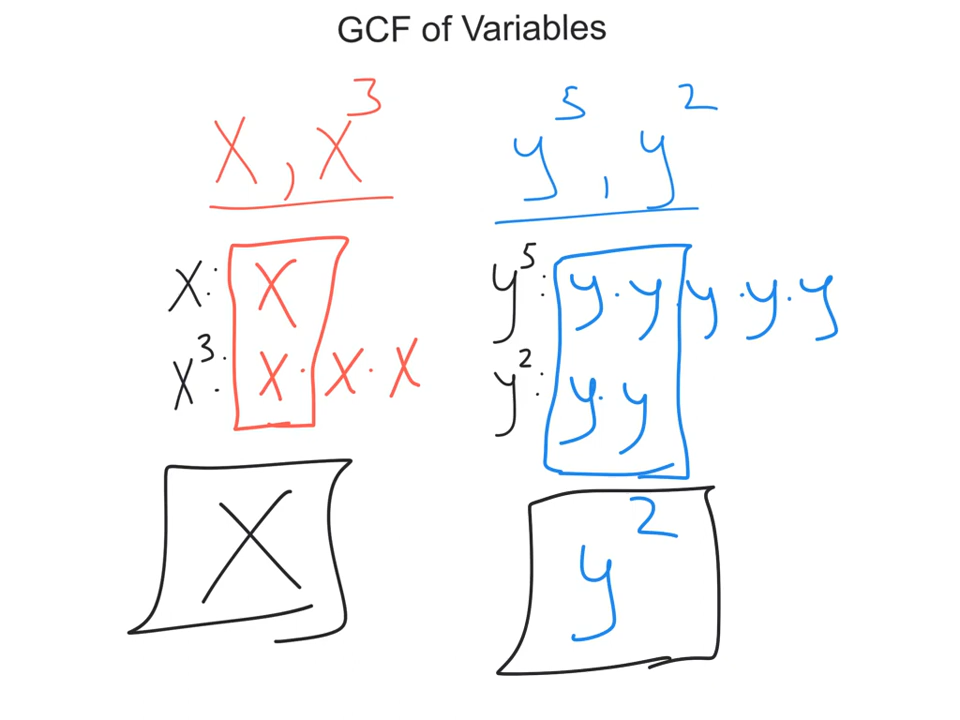 GCF of Variables
X , X³
y⁵ , y²
X: X
X³: X · X · X
y⁵: y · y · y · y · y
y²: y · y
X
y²